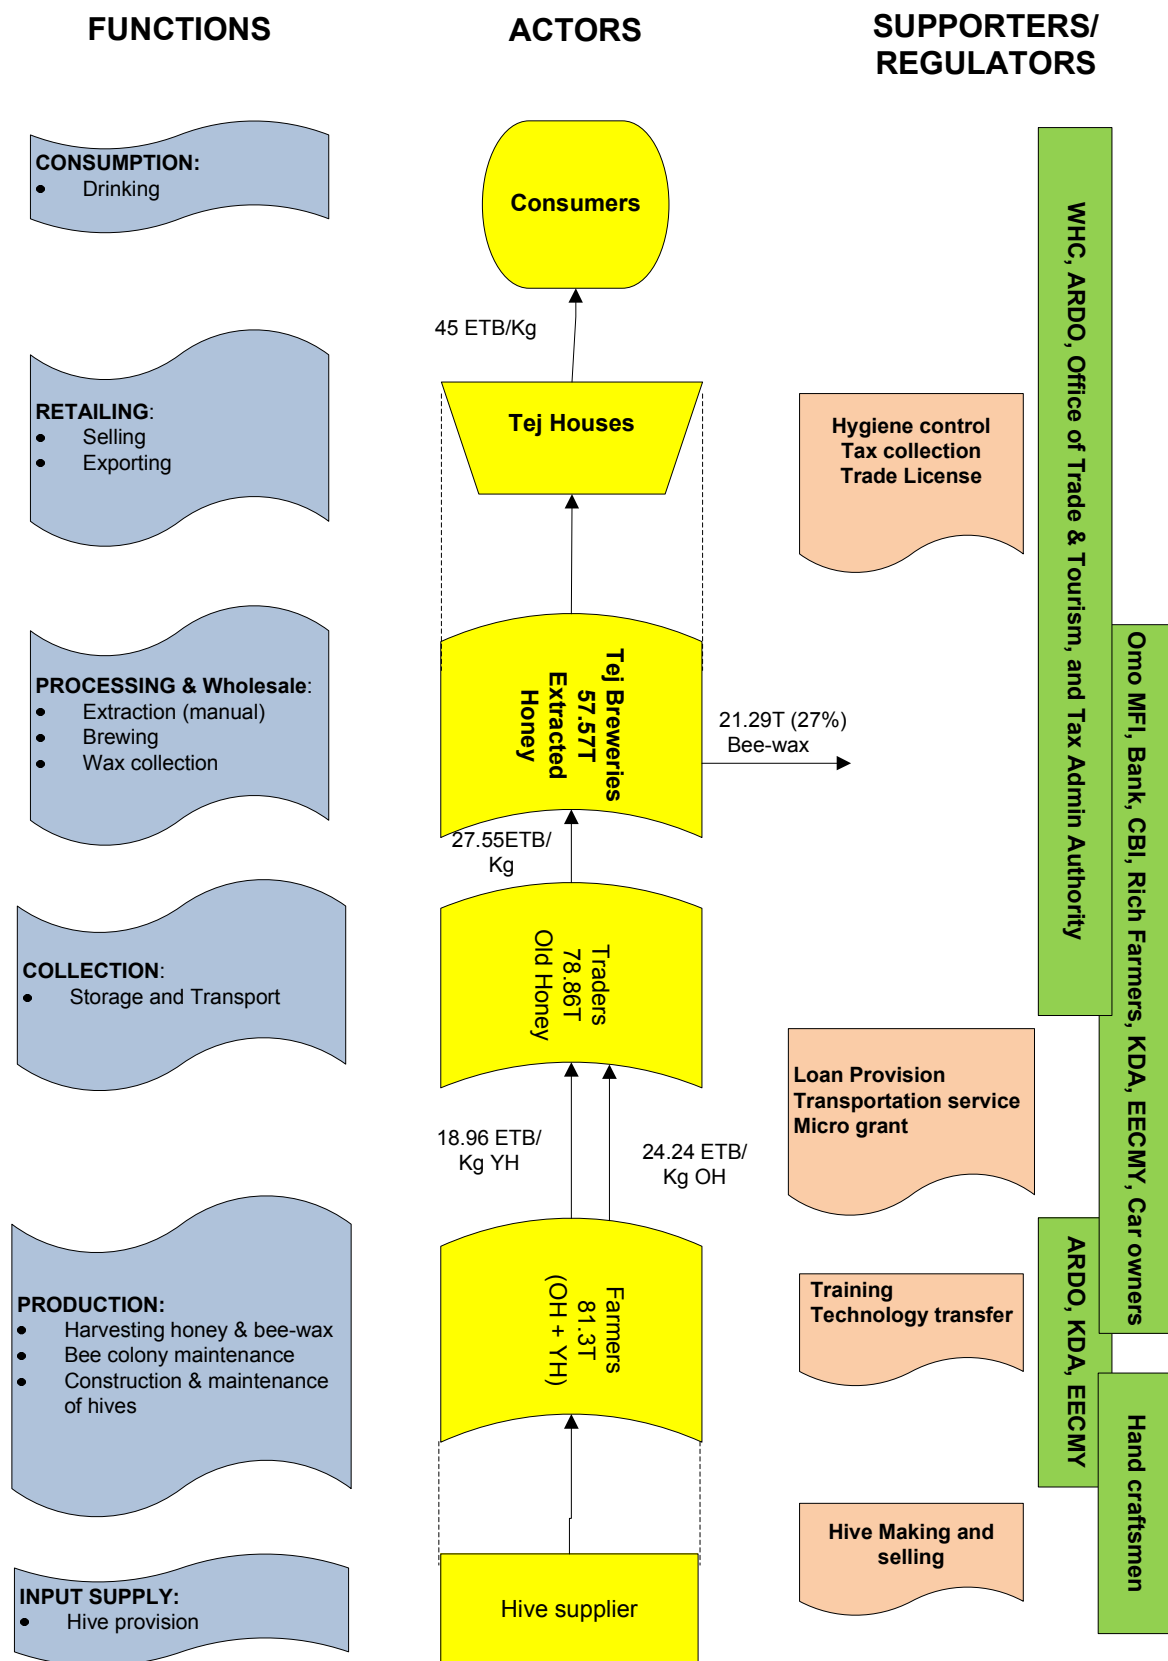 FUNCTIONS
ACTORS
SUPPORTERS/
REGULATORS
CONSUMPTION:
• Drinking
Consumers
45 ETB/Kg
RETAILING:
• Selling
• Exporting
Tej Houses
Hygiene control
Tax collection
Trade License
WHC, ARDO, Office of Trade & Tourism, and Tax Admin Authority
PROCESSING & Wholesale:
• Extraction (manual)
• Brewing
• Wax collection
Tej Breweries
57.57T
Extracted
Honey
21.29T (27%)
Bee-wax
Omo MFI, Bank, CBI, Rich Farmers, KDA, EECMY, Car owners
27.55ETB/
Kg
COLLECTION:
• Storage and Transport
Traders
78.86T
Old Honey
Loan Provision
Transportation service
Micro grant
18.96 ETB/
Kg YH
24.24 ETB/
Kg OH
PRODUCTION:
• Harvesting honey & bee-wax
• Bee colony maintenance
• Construction & maintenance
of hives
Farmers
81.3T
(OH + YH)
Training
Technology transfer
ARDO, KDA, EECMY
Hand craftsmen
Hive Making and
selling
INPUT SUPPLY:
• Hive provision
Hive supplier